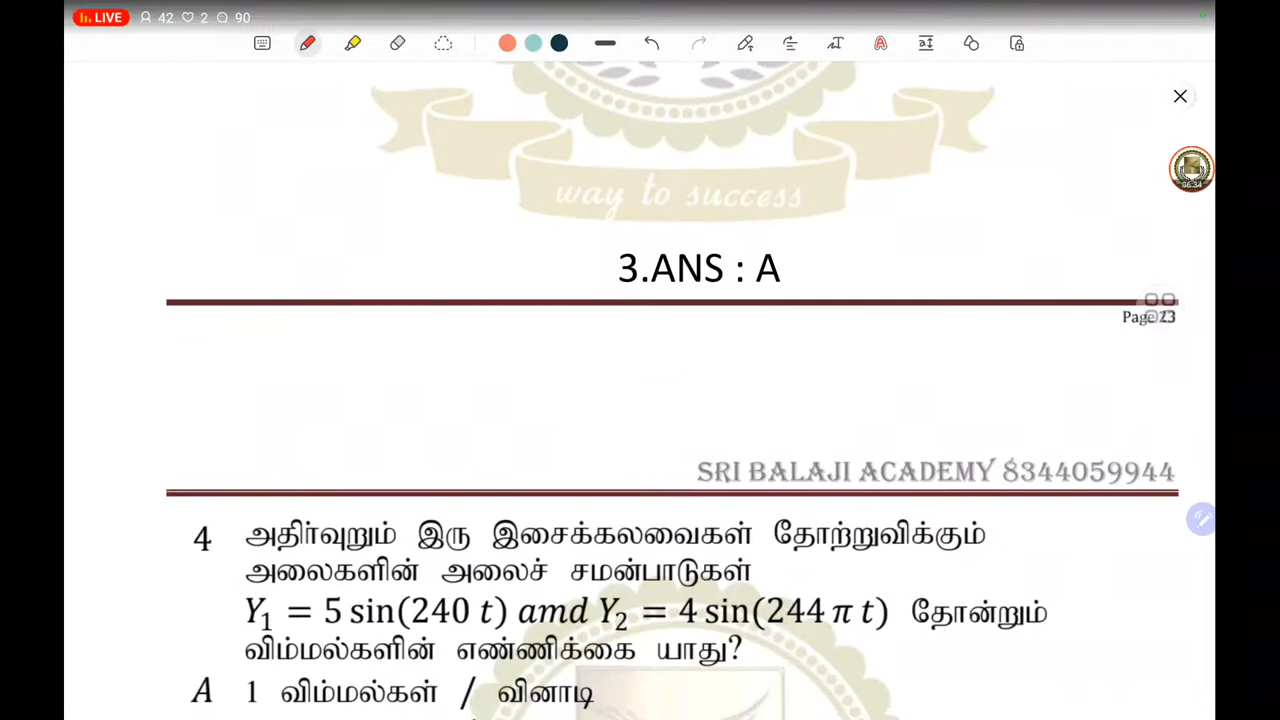 LIVE 42 2 90
way to success
06:34
3.ANS : A
Page 23
SRI BALAJI ACADEMY 8344059944
4 அதிர்வுறும் இரு இசைக்கலவைகள் தோற்றுவிக்கும்
அலைகளின் அலைச் சமன்பாடுகள்
Y₁ = 5 sin(240 t) amd Y₂ = 4 sin(244 π t) தோன்றும்
விம்மல்களின் எண்ணிக்கை யாது?
A 1 விம்மல்கள் / வினாடி